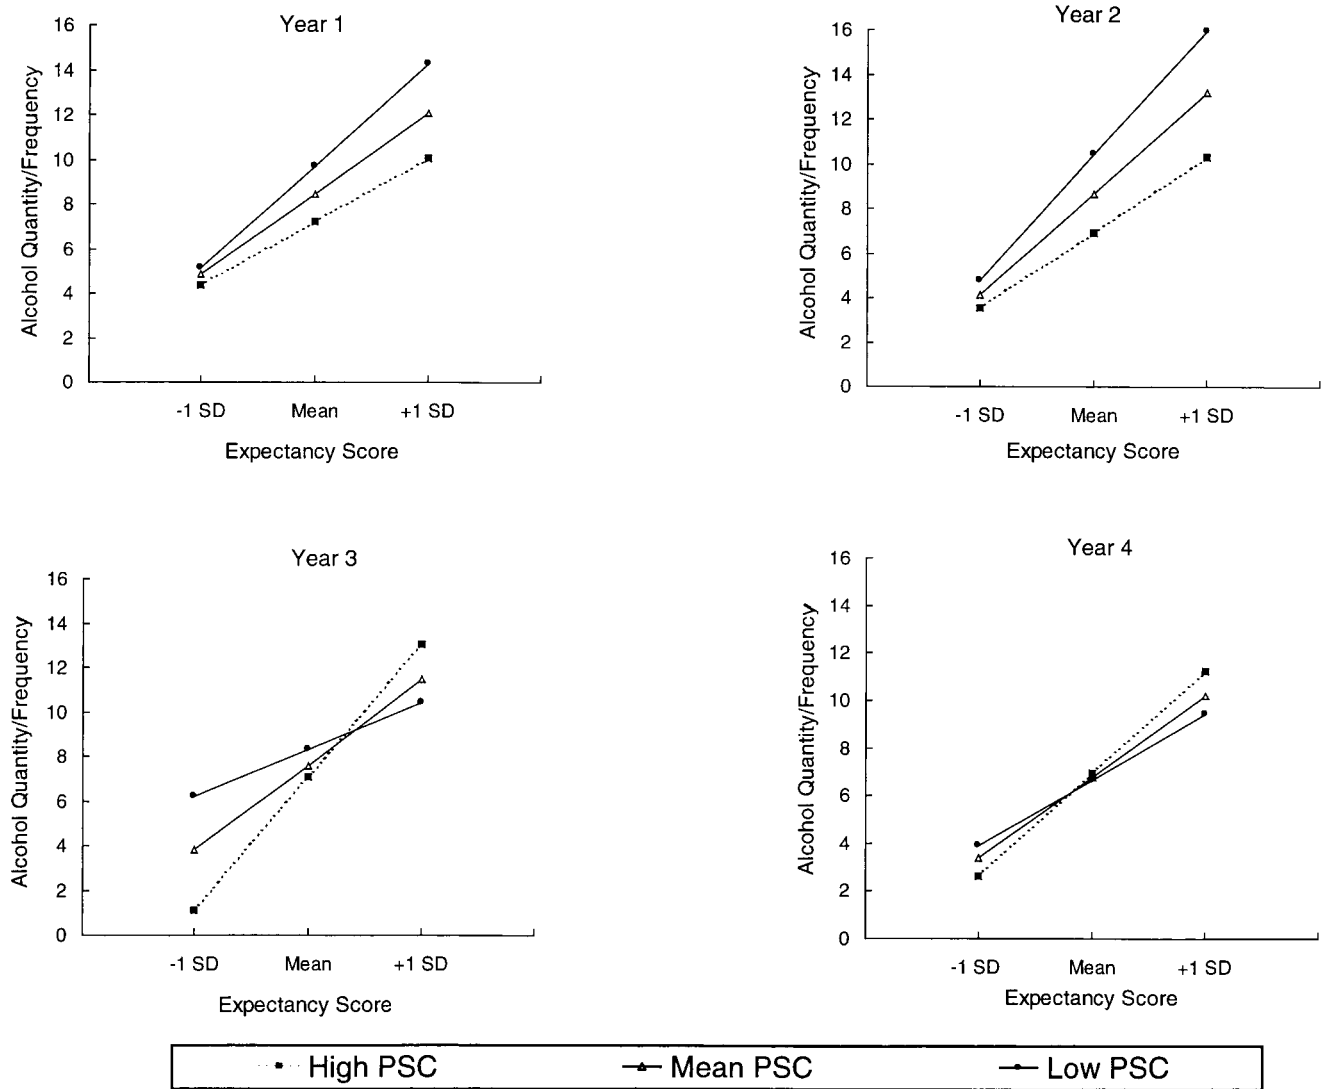 Year 1
16
14
12
10
8
6
4
2
0
Alcohol Quantity/Frequency
-1 SD Mean +1 SD
Expectancy Score
Year 2
16
14
12
10
8
6
4
2
0
Alcohol Quantity/Frequency
-1 SD Mean +1 SD
Expectancy Score
Year 3
16
14
12
10
8
6
4
2
0
Alcohol Quantity/Frequency
-1 SD Mean +1 SD
Expectancy Score
Year 4
16
14
12
10
8
6
4
2
0
Alcohol Quantity/Frequency
-1 SD Mean +1 SD
Expectancy Score
High PSC Mean PSC Low PSC